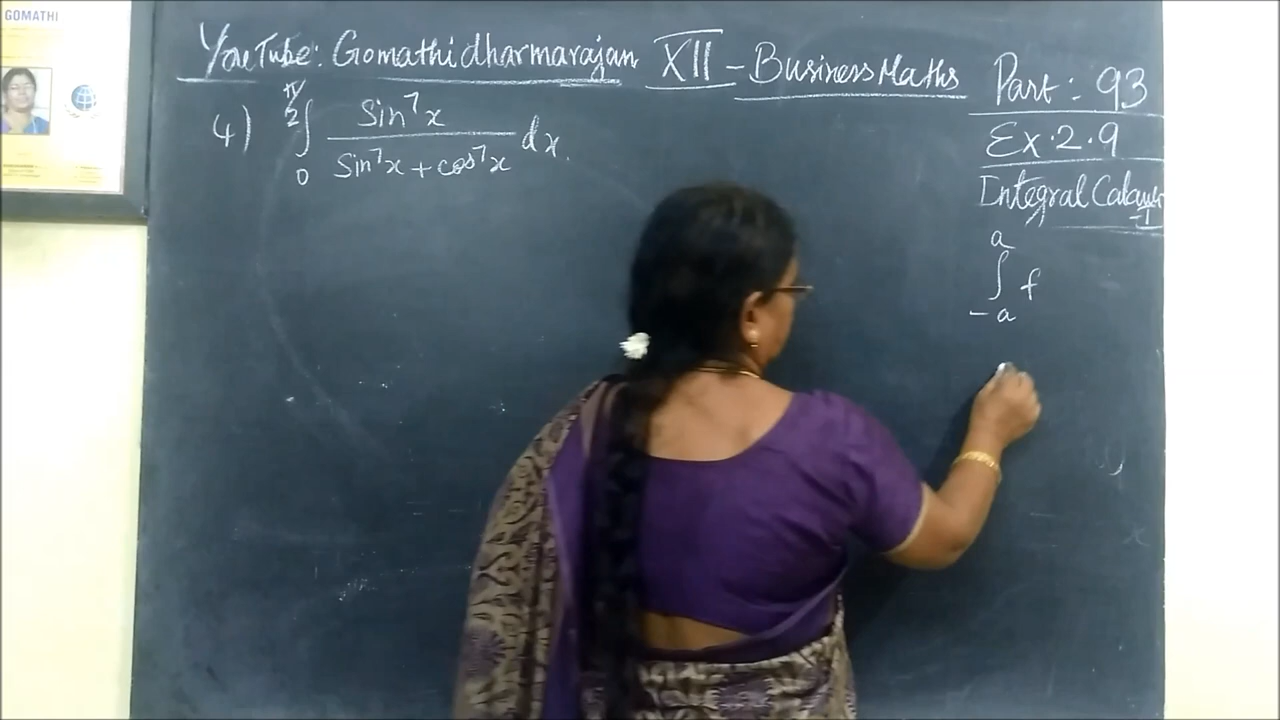 GOMATHI
YouTube: Gomathidharmarajan XII - Business Maths Part: 93
4) ∫₀^(π/2) Sin⁷x / (Sin⁷x + cos⁷x) dx.
Ex. 2.9
Integral Calculus-I
a
∫ f
-a